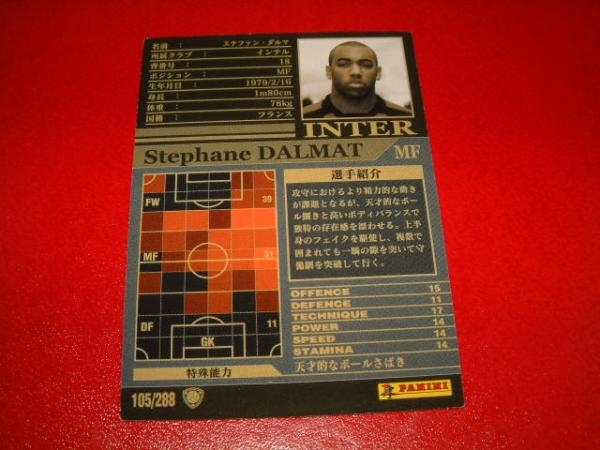 名前 : ステファン・ダルマ
所属クラブ : インテル
背番号 : 18
ポジション : MF
生年月日 : 1979/2/16
身長 : 1m80cm
体重 : 78kg
国籍 : フランス
INTER
Stephane DALMAT MF
FW 39
MF 51
DF 11
GK
選手紹介
攻守におけるより精力的な動き
が課題となるが、天才的なボー
ル捌きと高いボディバランスで
独特の存在感を漂わせる。上半
身のフェイクを駆使し、複数で
囲まれても一瞬の隙を突いて守
備網を突破して行く。
OFFENCE 15
DEFENCE 11
TECHNIQUE 17
POWER 14
SPEED 14
STAMINA 14
特殊能力 天才的なボールさばき
105/288
PANINI